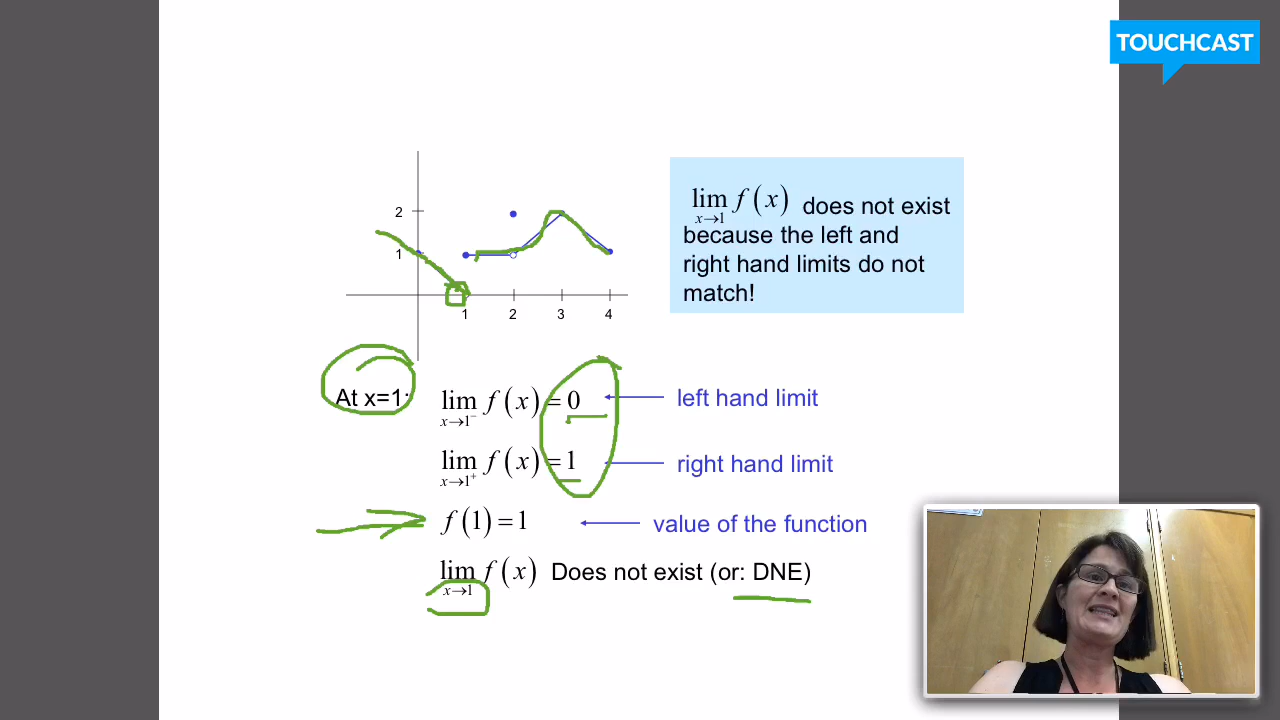 TOUCHCAST
2
1
1 2 3 4
lim f(x) does not exist
x→1
because the left and
right hand limits do not
match!
At x=1: lim f(x) = 0 left hand limit
x→1⁻
lim f(x) = 1 right hand limit
x→1⁺
f(1) = 1 value of the function
lim f(x) Does not exist (or: DNE)
x→1